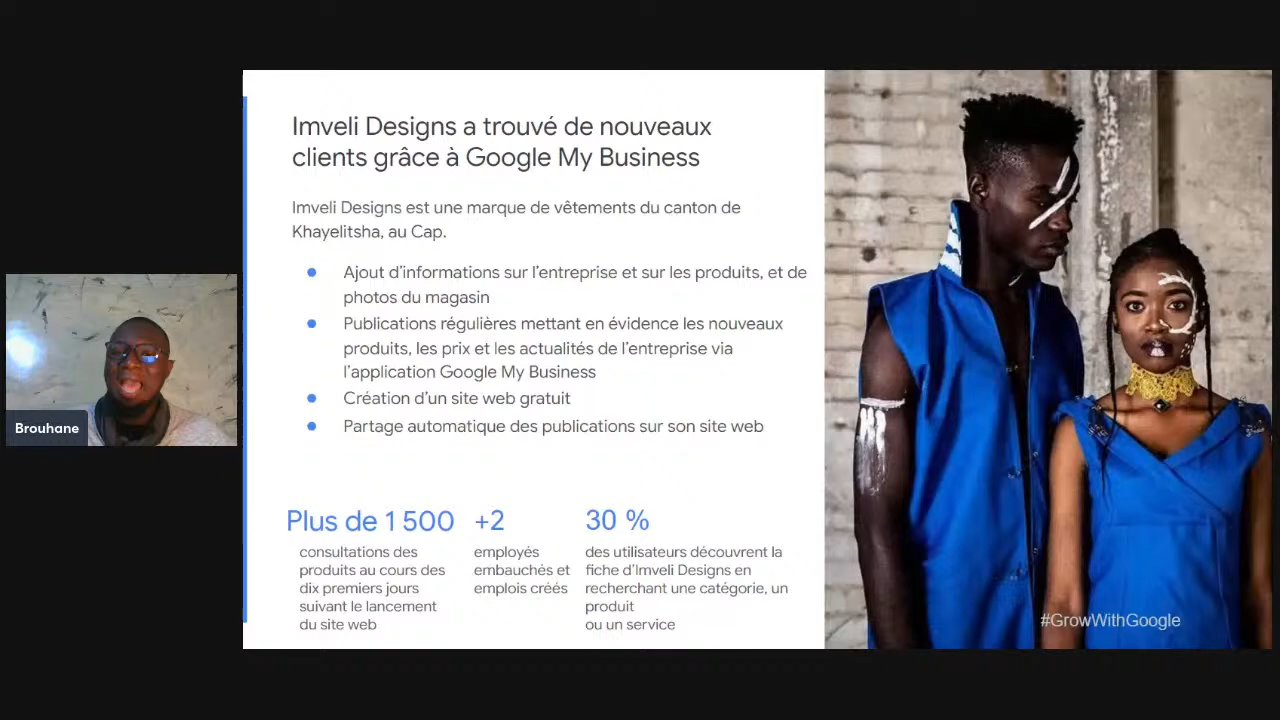 Imveli Designs a trouvé de nouveaux
clients grâce à Google My Business
Imveli Designs est une marque de vêtements du canton de
Khayelitsha, au Cap.
Ajout d'informations sur l'entreprise et sur les produits, et de
photos du magasin
Publications régulières mettant en évidence les nouveaux
produits, les prix et les actualités de l'entreprise via
l'application Google My Business
Création d'un site web gratuit
Partage automatique des publications sur son site web
Brouhane
Plus de 1 500
consultations des
produits au cours des
dix premiers jours
suivant le lancement
du site web
+2
employés
embauchés et
emplois créés
30 %
des utilisateurs découvrent la
fiche d'Imveli Designs en
recherchant une catégorie, un
produit
ou un service
#GrowWithGoogle